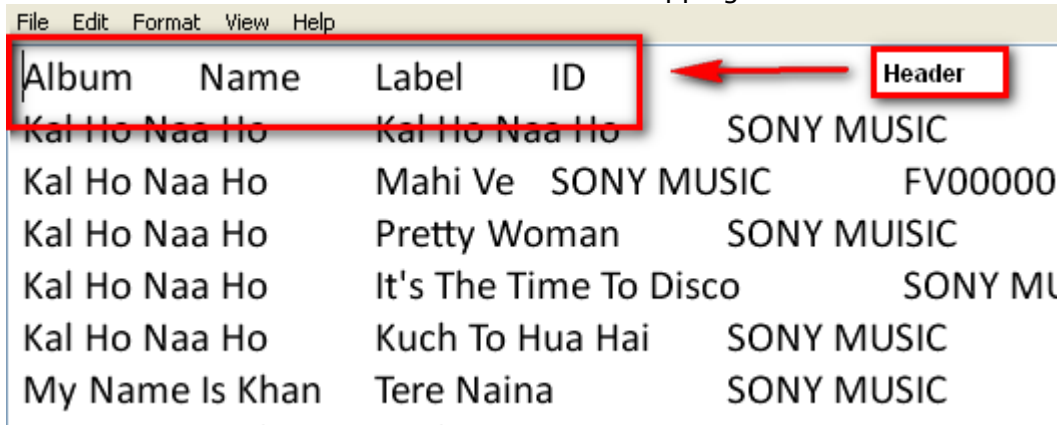 File Edit Format View Help
Album Name Label ID
Header
Kal Ho Naa Ho Kal Ho Naa Ho SONY MUSIC
Kal Ho Naa Ho Mahi Ve SONY MUSIC FV00000
Kal Ho Naa Ho Pretty Woman SONY MUISIC
Kal Ho Naa Ho It's The Time To Disco SONY MU
Kal Ho Naa Ho Kuch To Hua Hai SONY MUSIC
My Name Is Khan Tere Naina SONY MUSIC